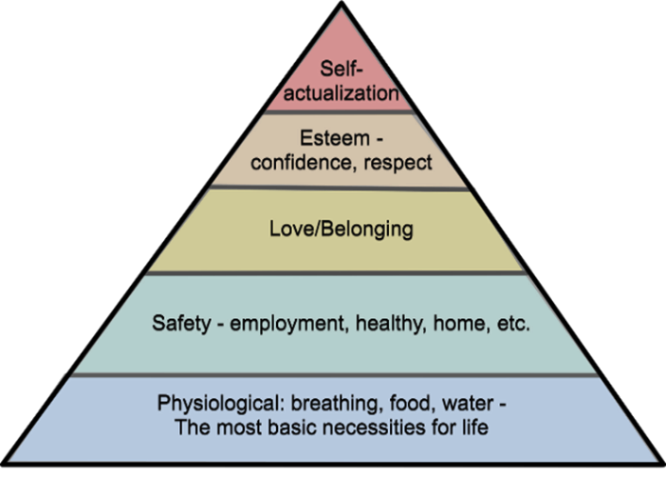 Self-
actualization
Esteem -
confidence, respect
Love/Belonging
Safety - employment, healthy, home, etc.
Physiological: breathing, food, water -
The most basic necessities for life